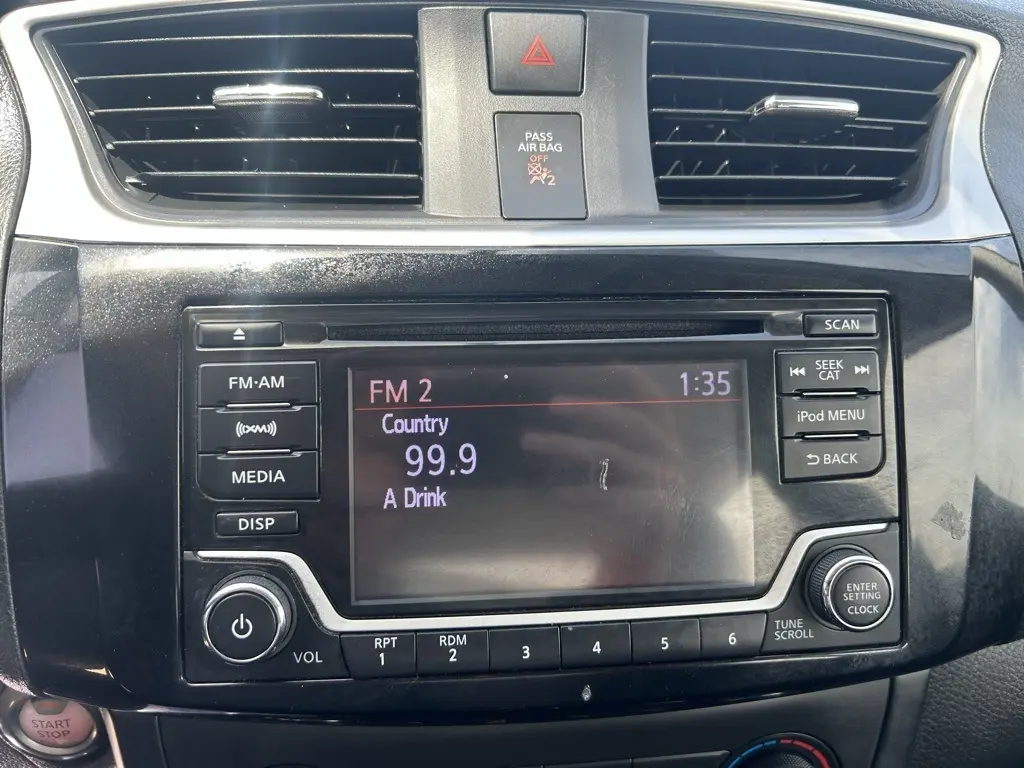 PASS
AIR BAG
OFF
2
SCAN
FM·AM
XM
MEDIA
DISP
FM 2
1:35
Country
99.9
A Drink
SEEK
CAT
iPod MENU
BACK
VOL
RPT
1
RDM
2
3
4
5
6
TUNE
SCROLL
ENTER
SETTING
CLOCK
START
STOP